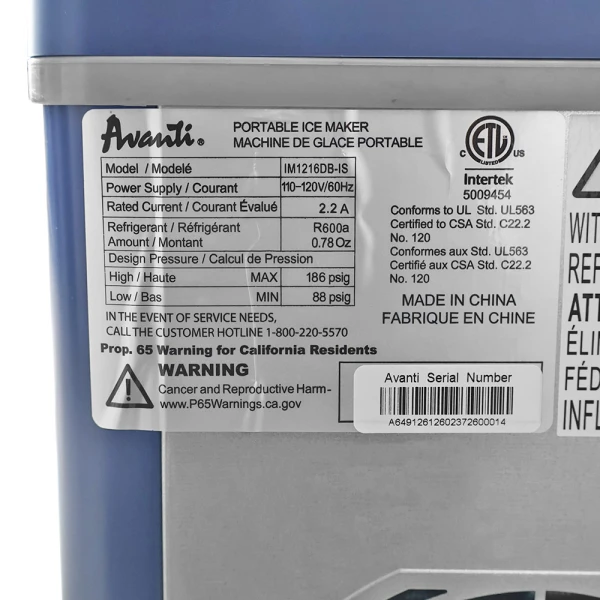 Avanti®
PORTABLE ICE MAKER
MACHINE DE GLACE PORTABLE
Model / Modelé IM1216DB-IS
Power Supply / Courant 110–120V/60Hz
Rated Current / Courant Évalué 2.2 A
Refrigerant / Réfrigérant R600a
Amount / Montant 0.78 Oz
Design Pressure / Calcul de Pression
High / Haute MAX 186 psig
Low / Bas MIN 88 psig
IN THE EVENT OF SERVICE NEEDS,
CALL THE CUSTOMER HOTLINE 1-800-220-5570
Prop. 65 Warning for California Residents
WARNING
Cancer and Reproductive Harm-
www.P65Warnings.ca.gov
C ETL US
LISTED
Intertek
5009454
Conforms to UL Std. UL563
Certified to CSA Std. C22.2
No. 120
Conformes aux Std. UL563
Certifié aux CSA Std. C22.2
No. 120
MADE IN CHINA
FABRIQUE EN CHINE
Avanti Serial Number
A64912612602372600014
WIT
REF
ATT
ÉLI
FÉD
INFL